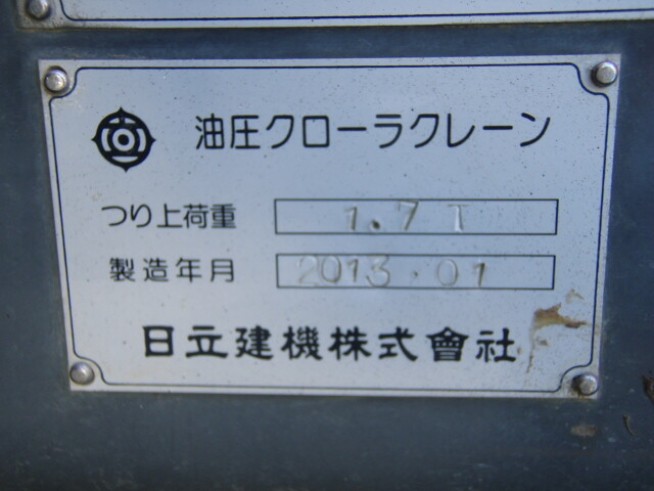 油圧クローラクレーン
つり上荷重 1.7 T
製造年月 2013.01
日立建機株式會社